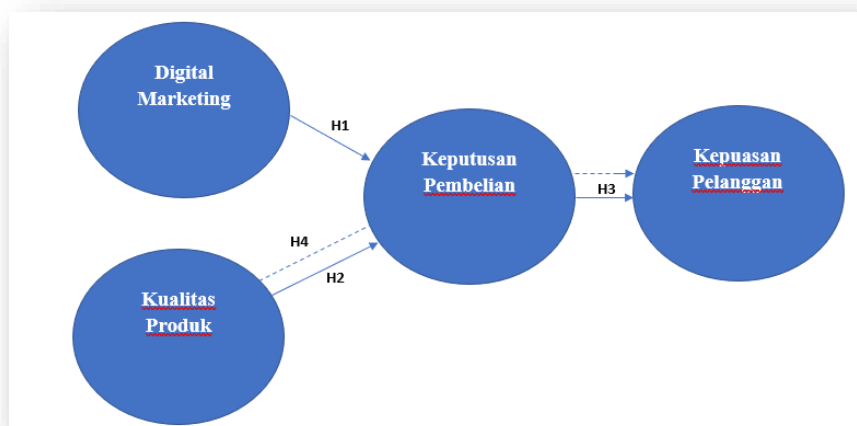 Digital
Marketing
H1
Keputusan
Pembelian
Kepuasan
Pelanggan
H3
H4
H2
Kualitas
Produk